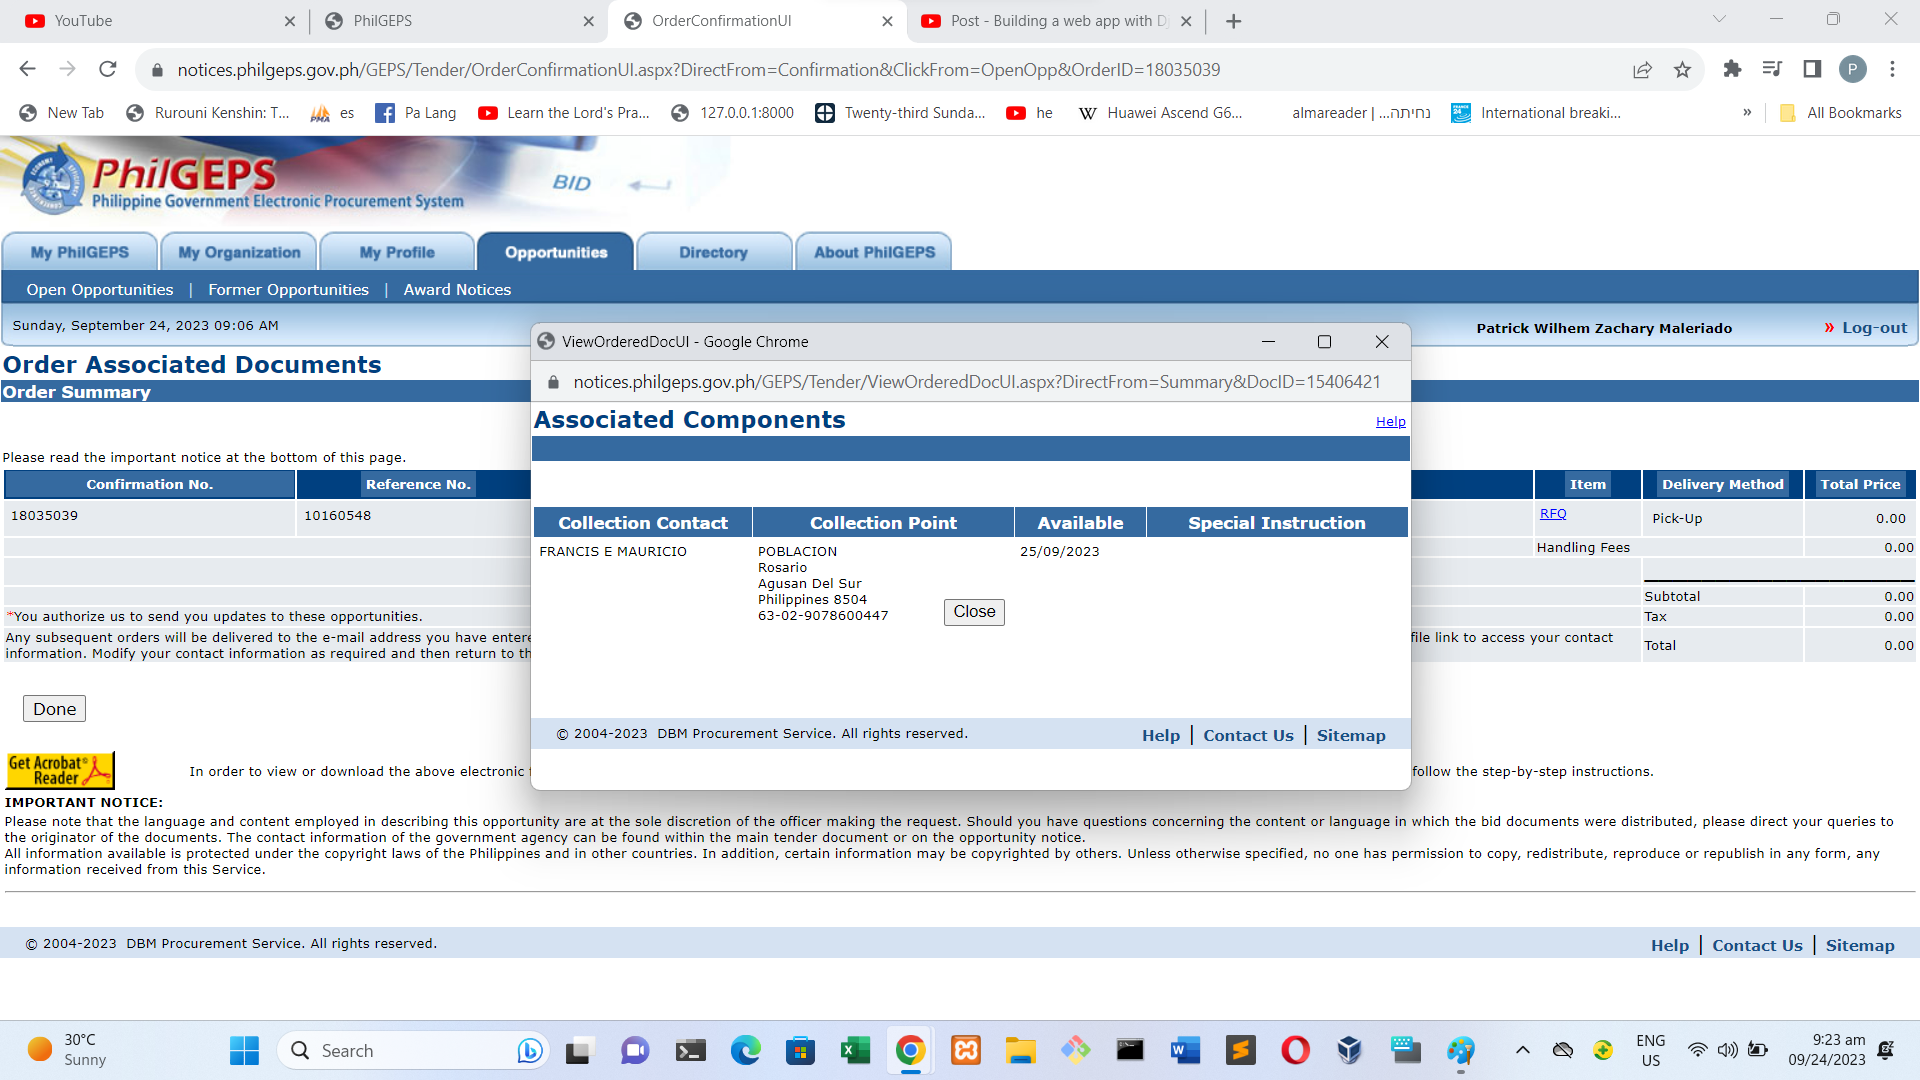 YouTube
PhilGEPS
OrderConfirmationUI
Post - Building a web app with D
notices.philgeps.gov.ph/GEPS/Tender/OrderConfirmationUI.aspx?DirectFrom=Confirmation&ClickFrom=OpenOpp&OrderID=18035039
P
New Tab
Rurouni Kenshin: T...
PMA
es
Pa Lang
Learn the Lord's Pra...
127.0.0.1:8000
Twenty-third Sunda...
he
W
Huawei Ascend G6...
almareader | ...נחיתה
FRANCE 24
International breaki...
»
All Bookmarks
PhilGEPS
Philippine Government Electronic Procurement System
BID
My PhilGEPS
My Organization
My Profile
Opportunities
Directory
About PhilGEPS
Open Opportunities | Former Opportunities | Award Notices
Sunday, September 24, 2023 09:06 AM
Patrick Wilhem Zachary Maleriado
» Log-out
Order Associated Documents
Order Summary
Please read the important notice at the bottom of this page.
Confirmation No.
Reference No.
Item
Delivery Method
Total Price
18035039
10160548
RFQ
Pick-Up
0.00
Handling Fees
0.00
Subtotal
0.00
*You authorize us to send you updates to these opportunities.
Tax
0.00
Any subsequent orders will be delivered to the e-mail address you have entere
file link to access your contact
information. Modify your contact information as required and then return to th
Total
0.00
Done
ViewOrderedDocUI - Google Chrome
notices.philgeps.gov.ph/GEPS/Tender/ViewOrderedDocUI.aspx?DirectFrom=Summary&DocID=15406421
Associated Components
Help
Collection Contact
Collection Point
Available
Special Instruction
FRANCIS E MAURICIO
POBLACION
Rosario
Agusan Del Sur
Philippines 8504
63-02-9078600447
25/09/2023
Close
© 2004-2023 DBM Procurement Service. All rights reserved.
Help | Contact Us | Sitemap
Get Acrobat®
Reader
In order to view or download the above electronic
follow the step-by-step instructions.
IMPORTANT NOTICE:
Please note that the language and content employed in describing this opportunity are at the sole discretion of the officer making the request. Should you have questions concerning the content or language in which the bid documents were distributed, please direct your queries to
the originator of the documents. The contact information of the government agency can be found within the main tender document or on the opportunity notice.
All information available is protected under the copyright laws of the Philippines and in other countries. In addition, certain information may be copyrighted by others. Unless otherwise specified, no one has permission to copy, redistribute, reproduce or republish in any form, any
information received from this Service.
© 2004-2023 DBM Procurement Service. All rights reserved.
Help | Contact Us | Sitemap
30°C
Sunny
Search
ENG
US
9:23 am
09/24/2023